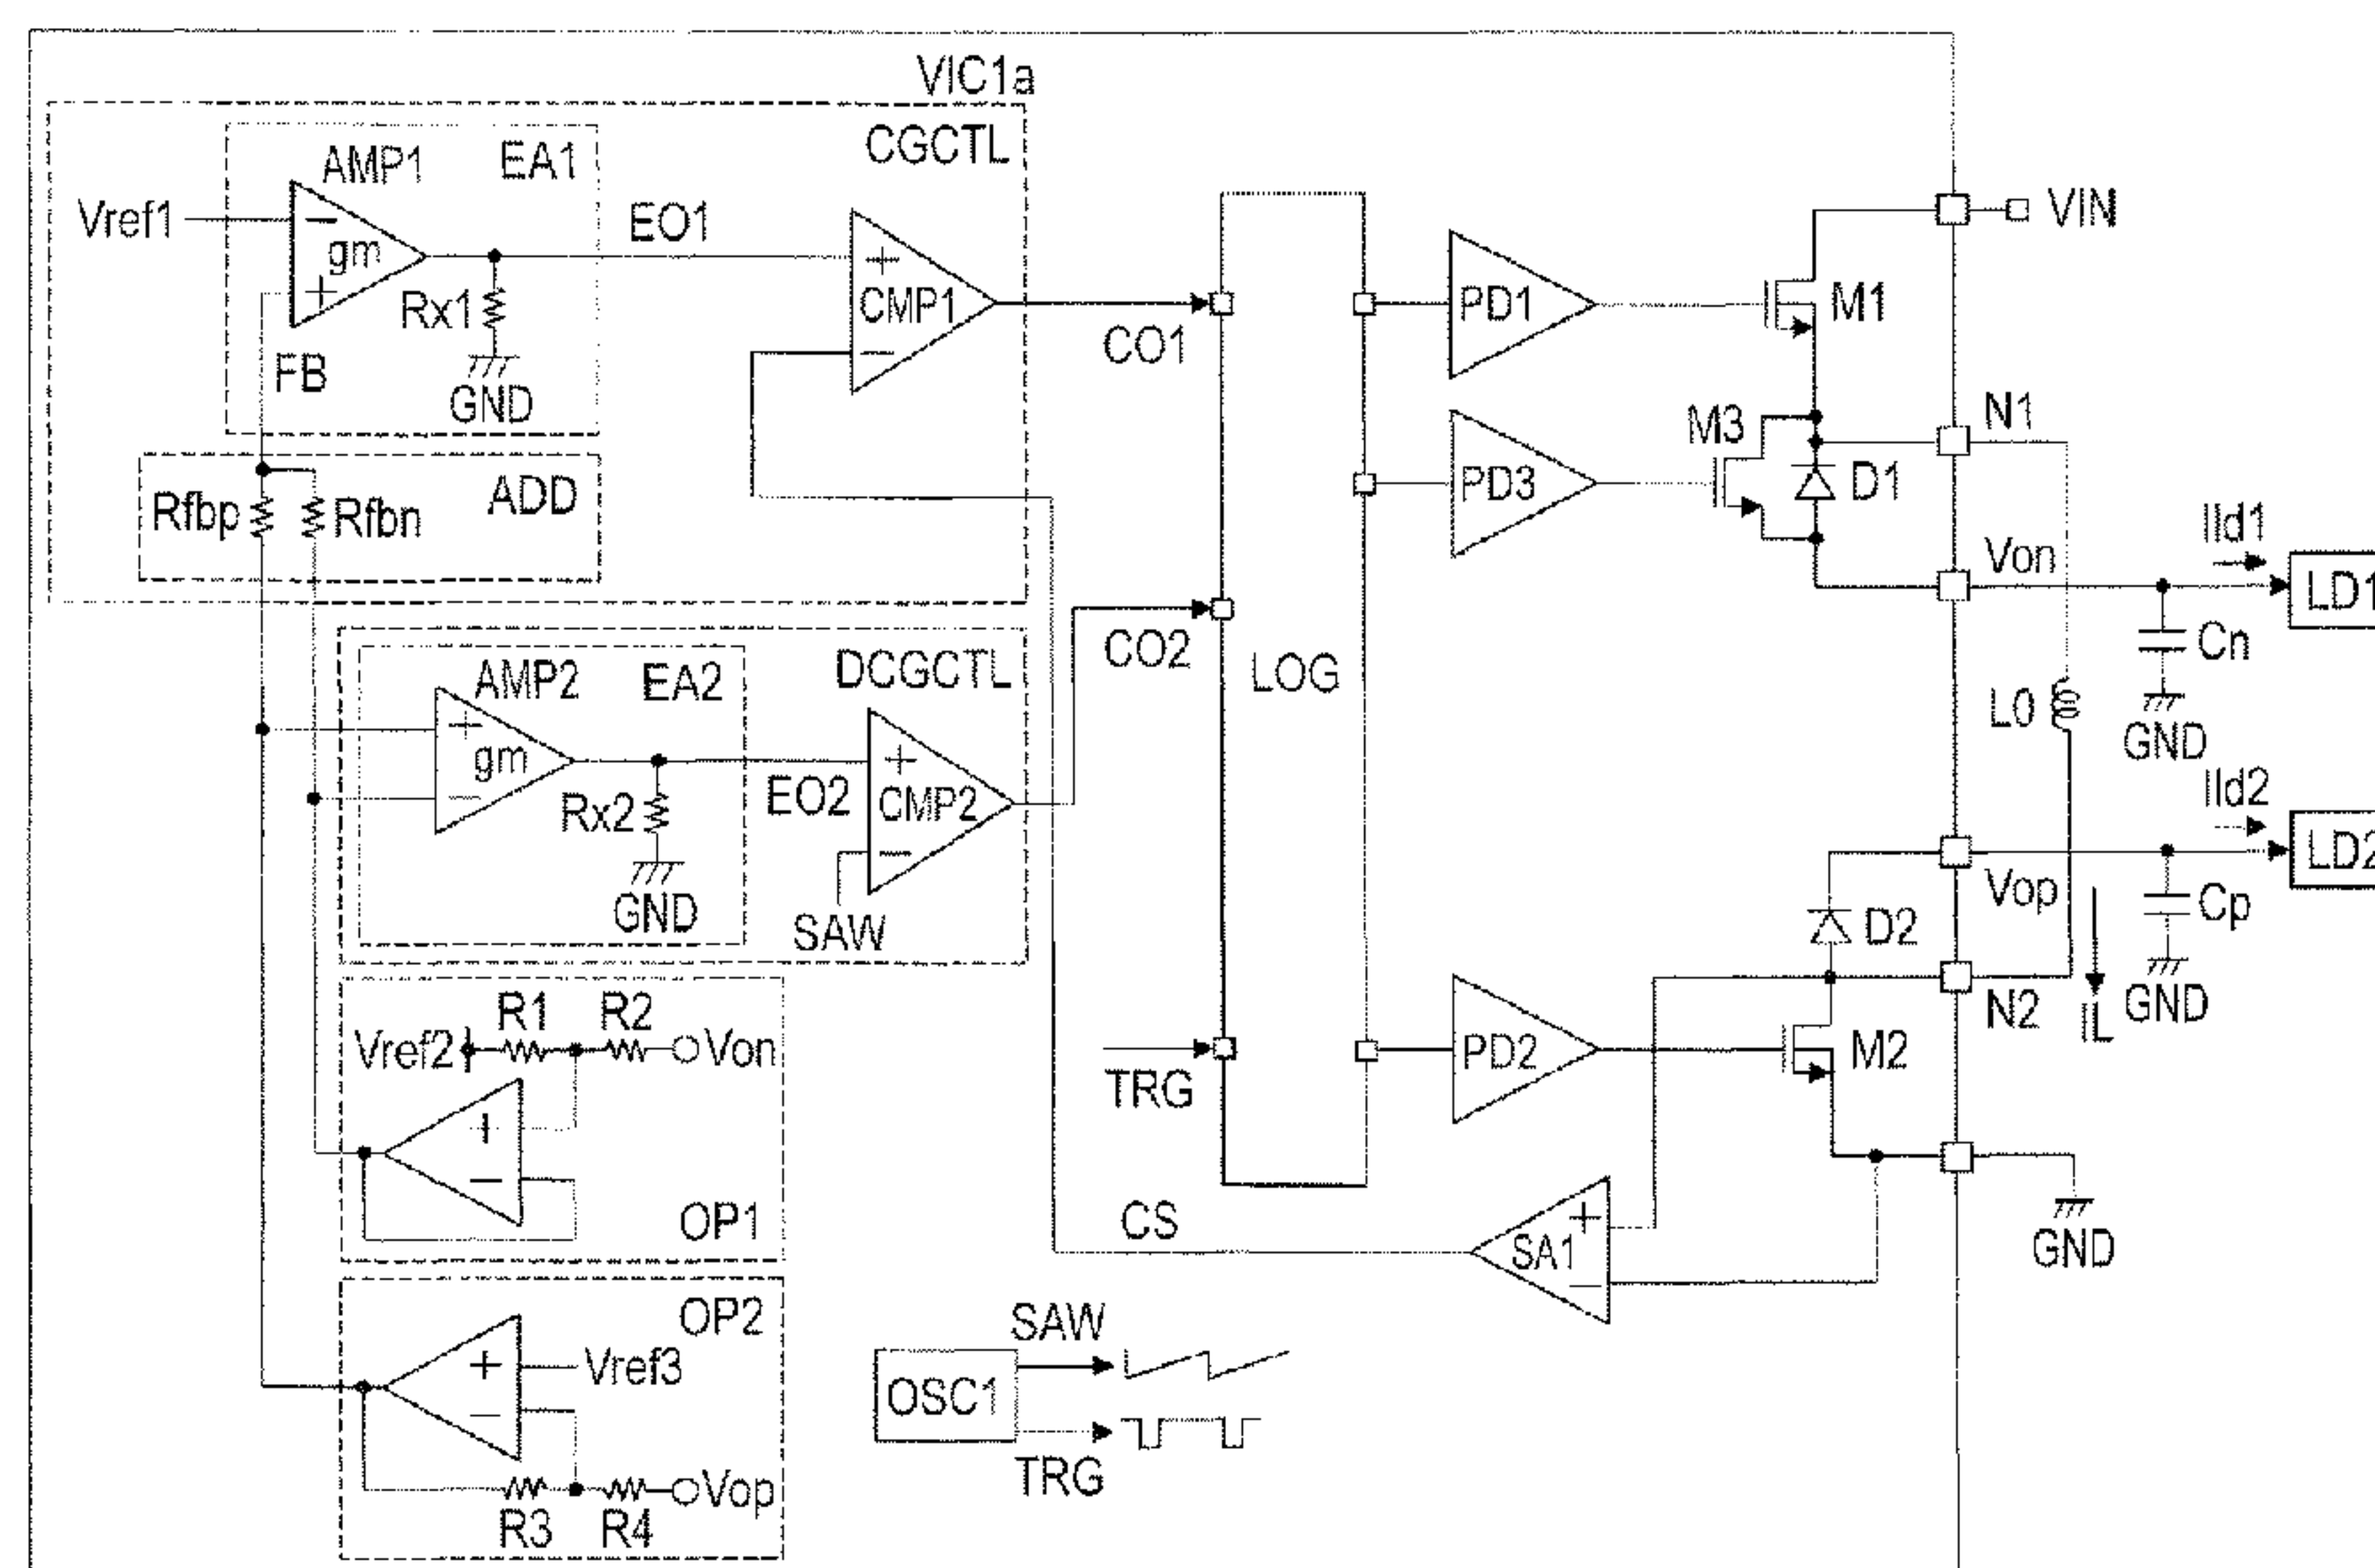 VIC1a
CGCTL
AMP1
EA1
Vref1
−
gm
+
EO1
Rx1
GND
FB
+
CMP1
−
CO1
Rfbp
Rfbn
ADD
PD1
M1
VIN
M3
N1
PD3
D1
Von
Ild1
LD1
Cn
GND
CO2
LOG
L0
AMP2
EA2
DCGCTL
+
gm
−
EO2
Rx2
GND
+
CMP2
−
SAW
Ild2
LD2
Vop
Cp
GND
D2
N2
IL
R1
R2
Vref2
Von
+
−
OP1
TRG
PD2
M2
CS
+
SA1
−
GND
OP2
+
Vref3
−
R3
R4
Vop
OSC1
SAW
TRG